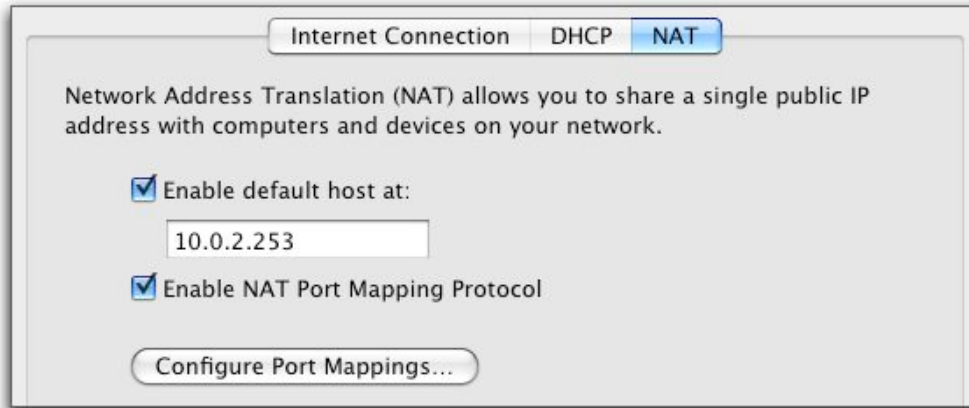 Internet Connection DHCP NAT
Network Address Translation (NAT) allows you to share a single public IP
address with computers and devices on your network.
Enable default host at:
10.0.2.253
Enable NAT Port Mapping Protocol
Configure Port Mappings...